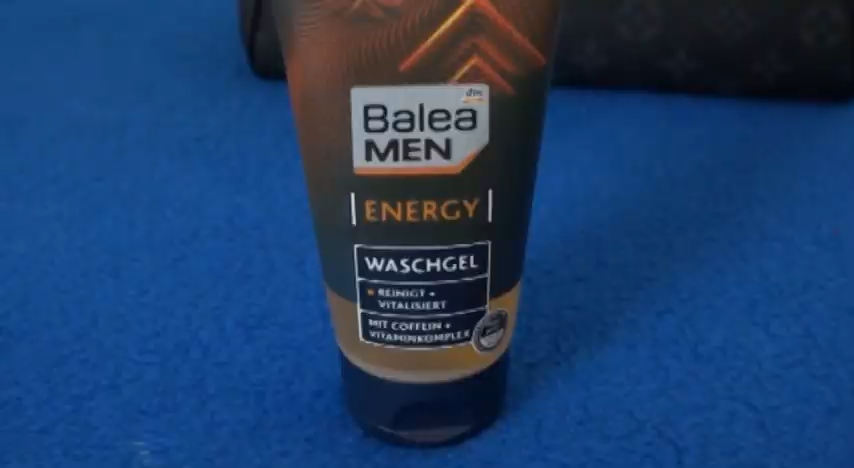 dm
Balea
MEN
ENERGY
WASCHGEL
REINIGT +
VITALISIERT
MIT COFFEIN +
VITAMINKOMPLEX